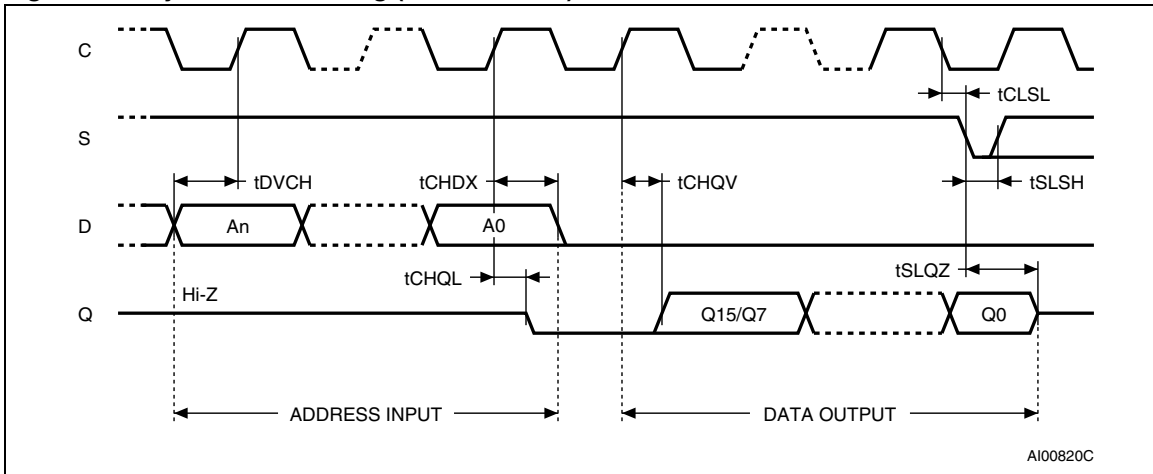 C
tCLSL
S
tDVCH
tCHDX
tCHQV
tSLSH
D
An
A0
tCHQL
tSLQZ
Hi-Z
Q
Q15/Q7
Q0
ADDRESS INPUT
DATA OUTPUT
AI00820C